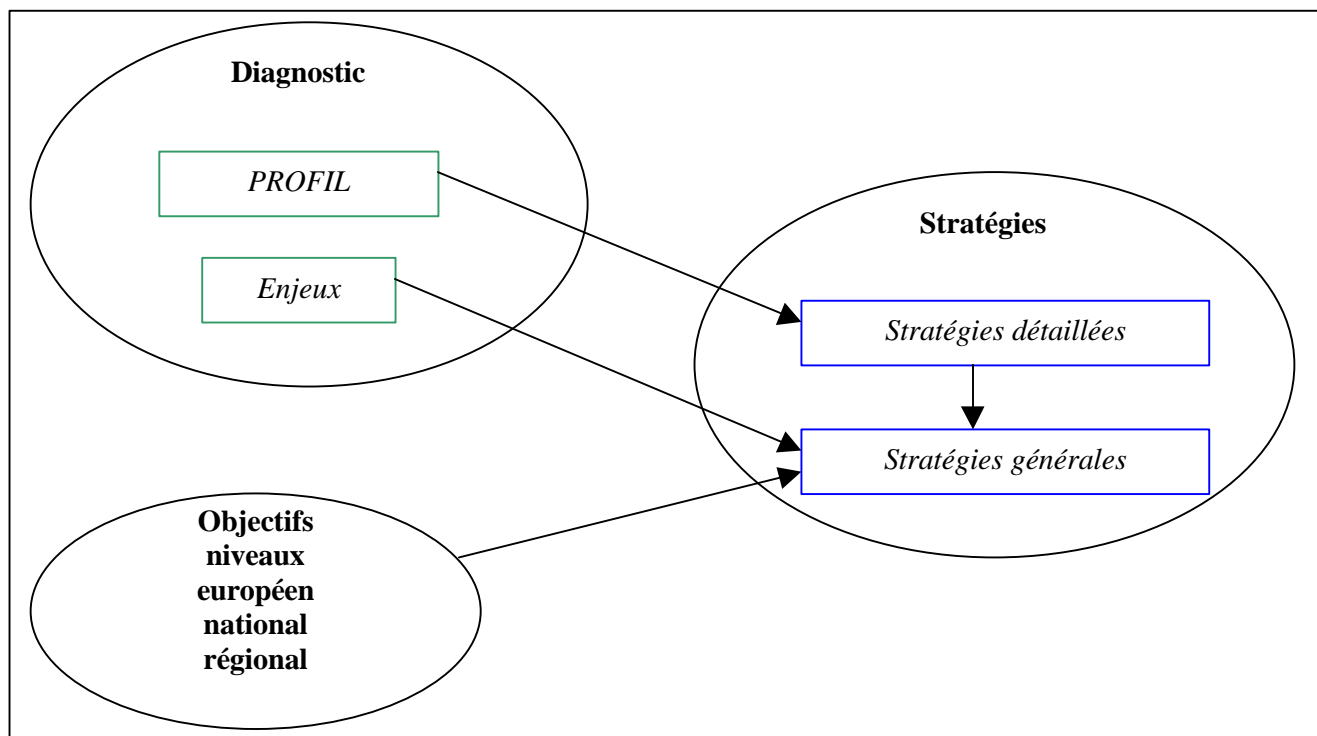 Diagnostic
PROFIL
Enjeux
Stratégies
Stratégies détaillées
Stratégies générales
Objectifs
niveaux
européen
national
régional